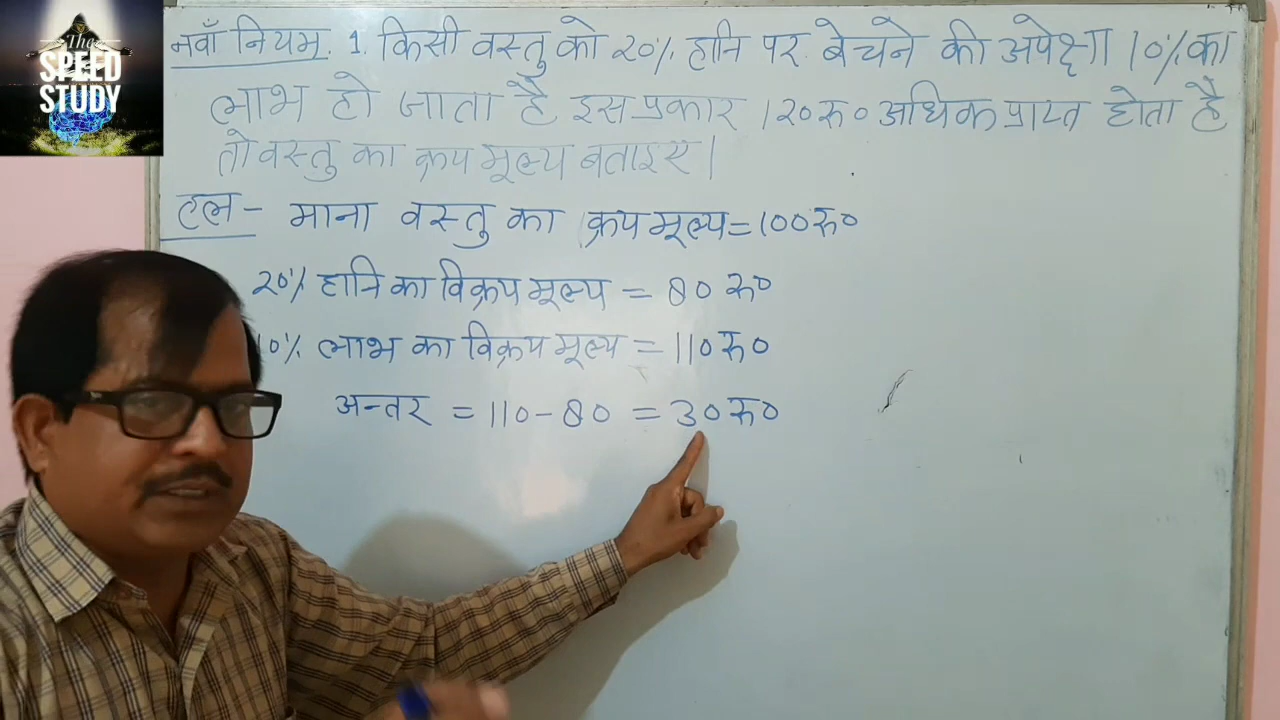 The
SPEED
STUDY
नवाँ नियम. 1. किसी वस्तु को 20% हानि पर बेचने की अपेक्षा 10% का
लाभ हो जाता है इस प्रकार 120 रु० अधिक प्राप्त होता है
तो वस्तु का क्रय मूल्य बताइए।
हल- माना वस्तु का क्रय मूल्य = 100 रु०
20% हानि का विक्रय मूल्य = 80 रु०
10% लाभ का विक्रय मूल्य = 110 रु०
अन्तर = 110 - 80 = 30 रु०